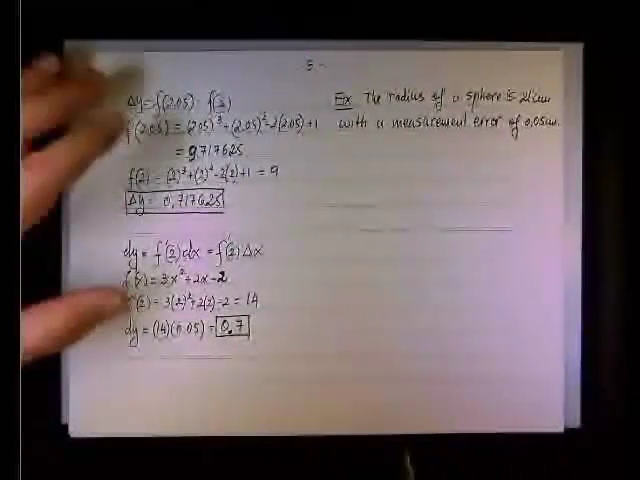 5 -
Δy = f(2.05) - f(2)
f(2.05) = (2.05)³ + (2.05)² - 2(2.05) + 1
= 9.717625
f(2) = (2)³ + (2)² - 2(2) + 1 = 9
Δy = 0.717625
dy = f'(2) dx = f'(2) Δx
f'(x) = 3x² + 2x - 2
f'(2) = 3(2)² + 2(2) - 2 = 14
dy = (14)(0.05) = 0.7
Ex The radius of a sphere is 21cm
with a measurement error of 0.05cm.